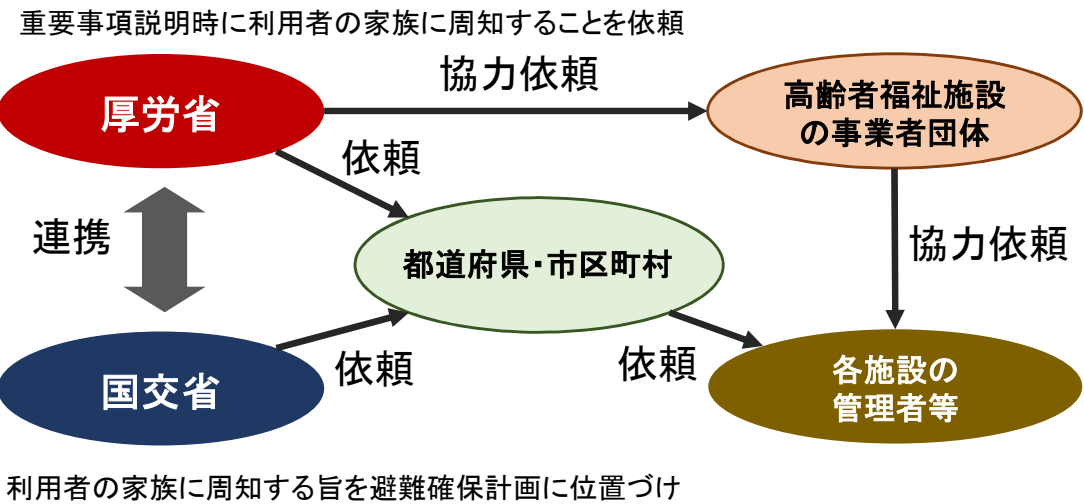 重要事項説明時に利用者の家族に周知することを依頼
協力依頼
厚労省
高齢者福祉施設
の事業者団体
依頼
連携
都道府県・市区町村
協力依頼
国交省
依頼
依頼
各施設の
管理者等
利用者の家族に周知する旨を避難確保計画に位置づけ